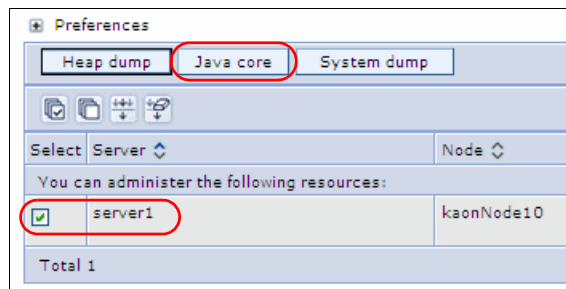 Preferences
Heap dump Java core System dump
Select Server Node
You can administer the following resources:
server1 kaonNode10
Total 1